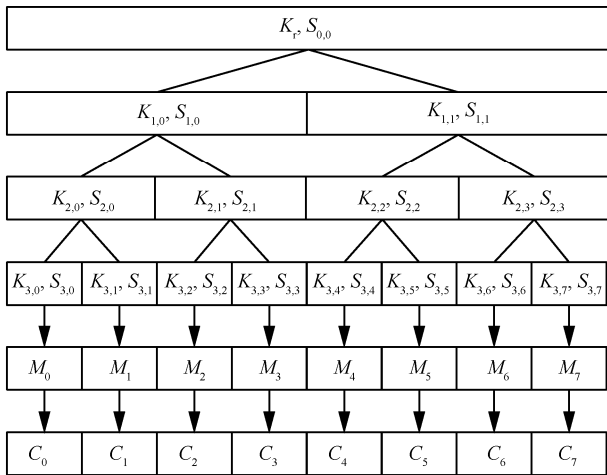 K_r, S_{0,0}
K_{1,0}, S_{1,0} K_{1,1}, S_{1,1}
K_{2,0}, S_{2,0} K_{2,1}, S_{2,1} K_{2,2}, S_{2,2} K_{2,3}, S_{2,3}
K_{3,0}, S_{3,0} K_{3,1}, S_{3,1} K_{3,2}, S_{3,2} K_{3,3}, S_{3,3} K_{3,4}, S_{3,4} K_{3,5}, S_{3,5} K_{3,6}, S_{3,6} K_{3,7}, S_{3,7}
M_0 M_1 M_2 M_3 M_4 M_5 M_6 M_7
C_0 C_1 C_2 C_3 C_4 C_5 C_6 C_7